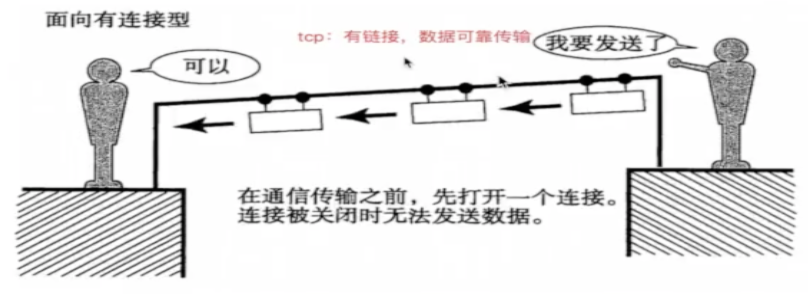 面向有连接型
tcp：有链接，数据可靠传输
我要发送了
可以
在通信传输之前，先打开一个连接。
连接被关闭时无法发送数据。